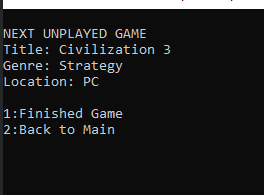 NEXT UNPLAYED GAME
Title: Civilization 3
Genre: Strategy
Location: PC
1:Finished Game
2:Back to Main